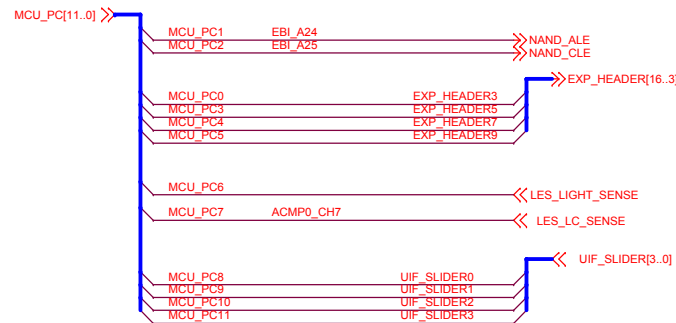 MCU_PC[11..0]
MCU_PC1 EBI_A24 NAND_ALE
MCU_PC2 EBI_A25 NAND_CLE
EXP_HEADER[16..3]
MCU_PC0 EXP_HEADER3
MCU_PC3 EXP_HEADER5
MCU_PC4 EXP_HEADER7
MCU_PC5 EXP_HEADER9
MCU_PC6 LES_LIGHT_SENSE
MCU_PC7 ACMP0_CH7 LES_LC_SENSE
UIF_SLIDER[3..0]
MCU_PC8 UIF_SLIDER0
MCU_PC9 UIF_SLIDER1
MCU_PC10 UIF_SLIDER2
MCU_PC11 UIF_SLIDER3